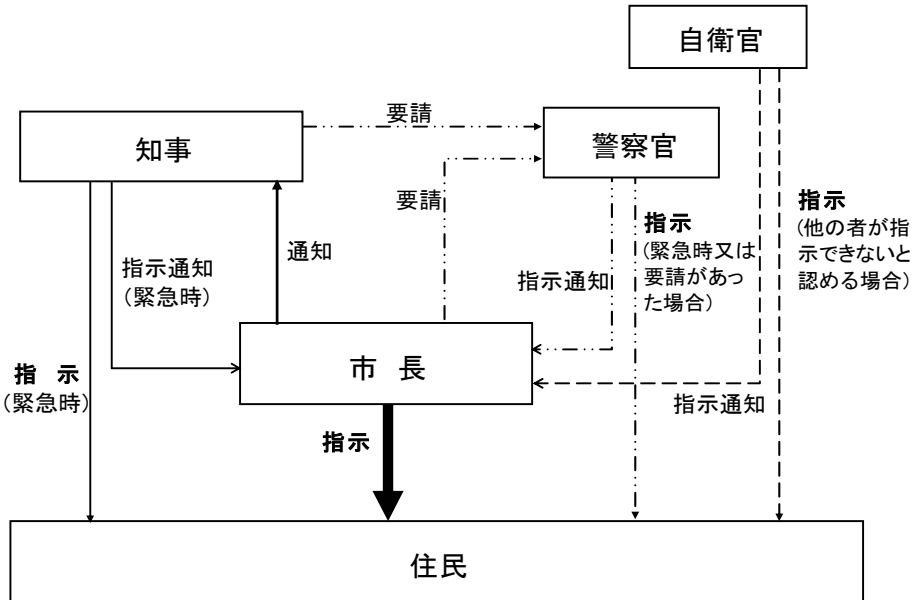 自衛官
知事
要請
警察官
要請
通知
指示通知
（緊急時）
指示通知
指示
（緊急時又は
要請があっ
た場合）
指示
（他の者が指
示できないと
認める場合）
指　示
（緊急時）
市　長
指示通知
指示
住民